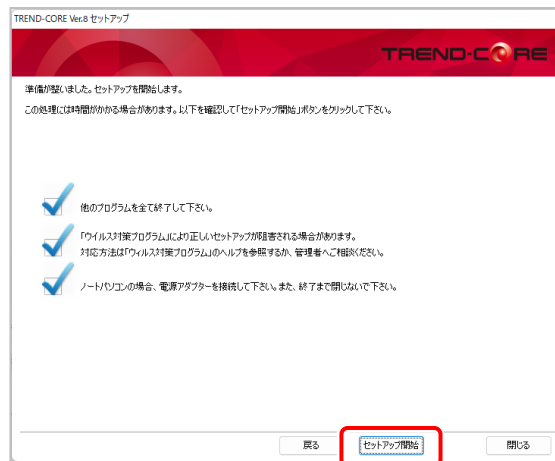 TREND-CORE Ver.8 セットアップ
TREND-CORE
準備が整いました。セットアップを開始します。
この処理には時間がかかる場合があります。以下を確認して「セットアップ開始」ボタンをクリックして下さい。
他のプログラムを全て終了して下さい。
「ウイルス対策プログラム」により正しいセットアップが阻害される場合があります。
対応方法は「ウィルス対策プログラム」のヘルプを参照するか、管理者へご相談ください。
ノートパソコンの場合、電源アダプターを接続して下さい。また、終了まで閉じないで下さい。
戻る
セットアップ開始
閉じる